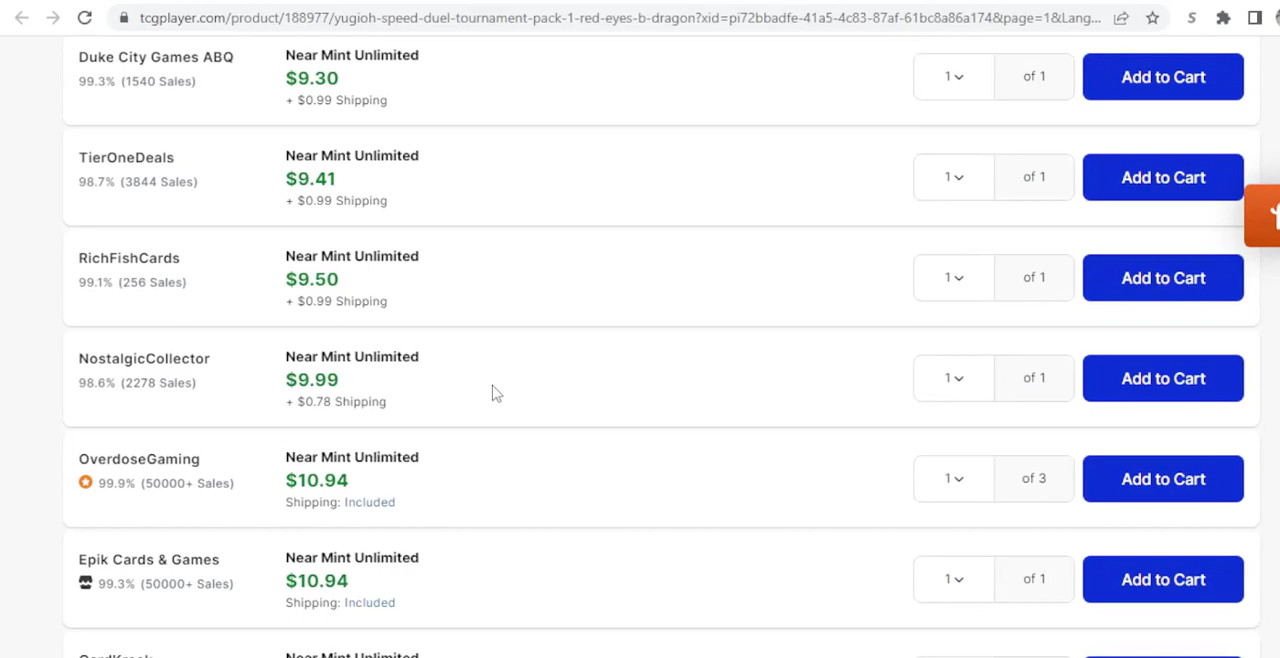 tcgplayer.com/product/188977/yugioh-speed-duel-tournament-pack-1-red-eyes-b-dragon?xid=pi72bbadfe-41a5-4c83-87af-61bc8a86a174&page=1&Lang...
Duke City Games ABQ
99.3% (1540 Sales)
Near Mint Unlimited
$9.30
+ $0.99 Shipping
1
of 1
Add to Cart
TierOneDeals
98.7% (3844 Sales)
Near Mint Unlimited
$9.41
+ $0.99 Shipping
1
of 1
Add to Cart
RichFishCards
99.1% (256 Sales)
Near Mint Unlimited
$9.50
+ $0.99 Shipping
1
of 1
Add to Cart
NostalgicCollector
98.6% (2278 Sales)
Near Mint Unlimited
$9.99
+ $0.78 Shipping
1
of 1
Add to Cart
OverdoseGaming
99.9% (50000+ Sales)
Near Mint Unlimited
$10.94
Shipping: Included
1
of 3
Add to Cart
Epik Cards & Games
99.3% (50000+ Sales)
Near Mint Unlimited
$10.94
Shipping: Included
1
of 1
Add to Cart
Near Mint Unlimited